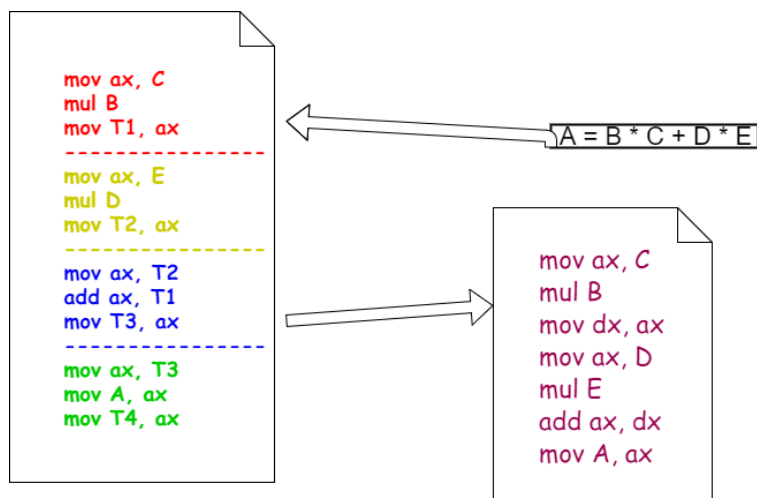 mov ax, C
mul B
mov T1, ax
----------------
mov ax, E
mul D
mov T2, ax
----------------
mov ax, T2
add ax, T1
mov T3, ax
----------------
mov ax, T3
mov A, ax
mov T4, ax
A = B * C + D * E
mov ax, C
mul B
mov dx, ax
mov ax, D
mul E
add ax, dx
mov A, ax